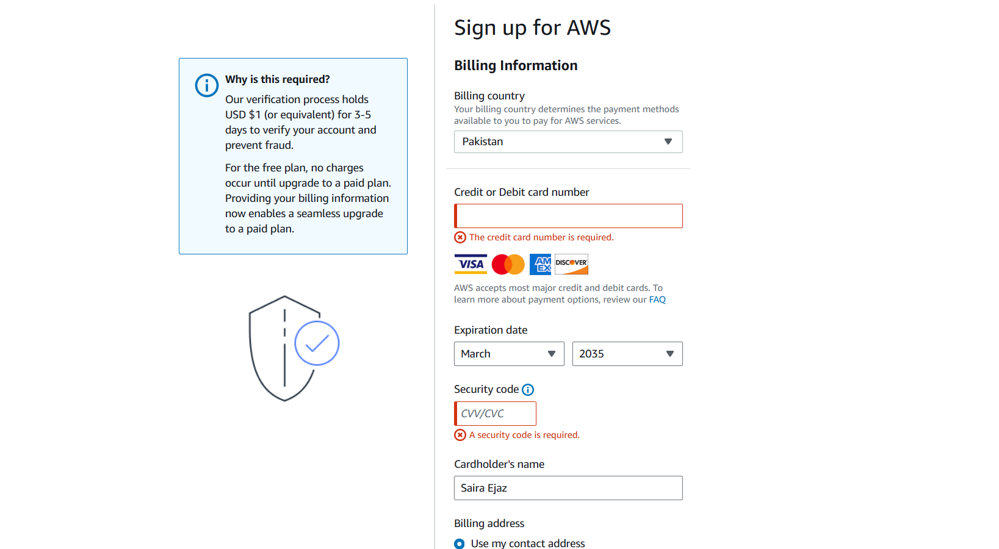 Sign up for AWS
Why is this required?
Our verification process holds
USD $1 (or equivalent) for 3-5
days to verify your account and
prevent fraud.
For the free plan, no charges
occur until upgrade to a paid plan.
Providing your billing information
now enables a seamless upgrade
to a paid plan.
Billing Information
Billing country
Your billing country determines the payment methods
available to you to pay for AWS services.
Pakistan
Credit or Debit card number
The credit card number is required.
VISA
AM
EX
DISCOVER
AWS accepts most major credit and debit cards. To
learn more about payment options, review our FAQ
Expiration date
March
2035
Security code
CVV/CVC
A security code is required.
Cardholder's name
Saira Ejaz
Billing address
Use my contact address